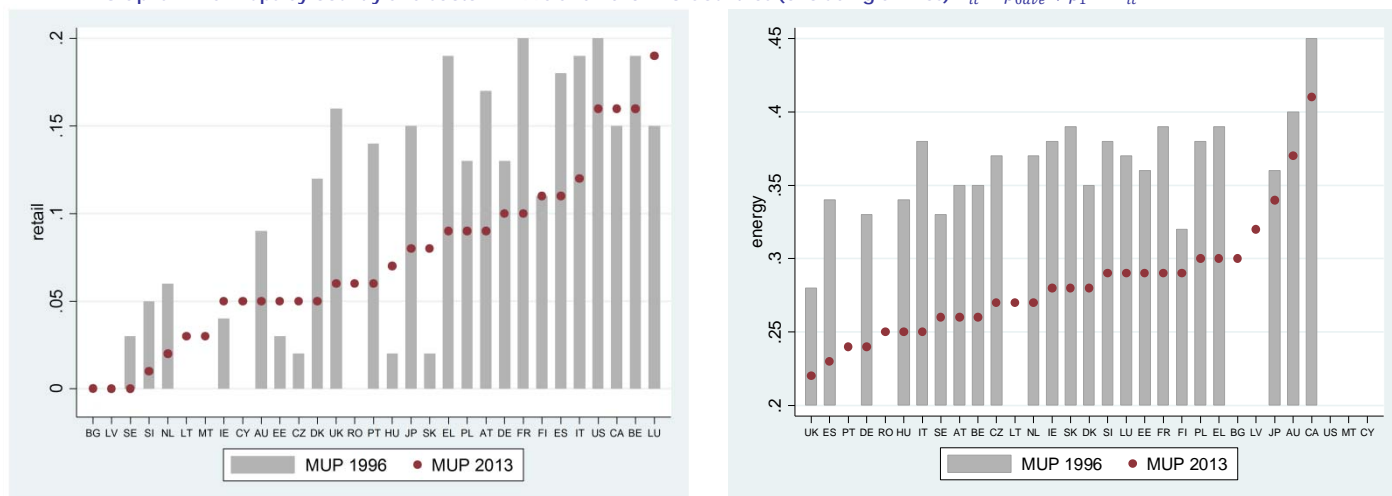 .2
.15
.1
.05
0
retail
BG LV SE SI NL LT MT IE CY AU EE CZ DK UK RO PT HU JP SK EL PL AT DE FR FI ES IT US CA BE LU
MUP 1996 MUP 2013
.45
.4
.35
.3
.25
.2
energy
UK ES PT DE RO HU IT SE AT BE CZ LT NL IE SK DK SI LU EE FR FI PL EL BG LV JP AU CA US MT CY
MUP 1996 MUP 2013